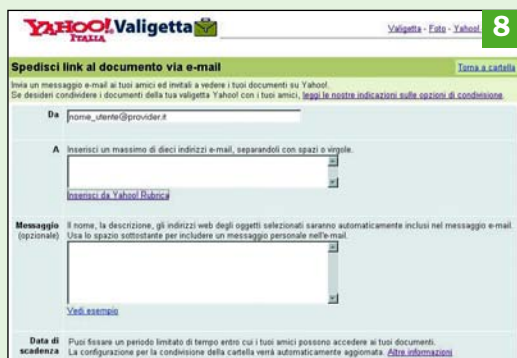 YAHOO! ITALIA Valigetta
Valigetta - Foto - Yahoo!
8
Spedisci link al documento via e-mail
Torna a cartella
Invia un messaggio ed e-mail ai tuoi amici ed invitali a vedere i tuoi documenti su Yahoo!.
Se desideri condividere i documenti della tua valigetta Yahoo! con i tuoi amici, leggi le nostre indicazioni sulle opzioni di condivisione.
Da nome_utente@provider.it
A Inserisci un massimo di dieci indirizzi e-mail, separandoli con spazi o virgole.
Inserisci da Yahoo! Rubrica
Messaggio Il nome, la descrizione, gli indirizzi web degli oggetti selezionati saranno automaticamente inclusi nel messaggio e-mail.
(opzionale) Usa lo spazio sottostante per includere un messaggio personale nell'e-mail.
Vedi esempio
Data di Puoi fissare un periodo limitato di tempo entro cui i tuoi amici possono accedere ai tuoi documenti.
scadenza La configurazione per la condivisione della cartella verrà automaticamente aggiornata. Altre informazioni